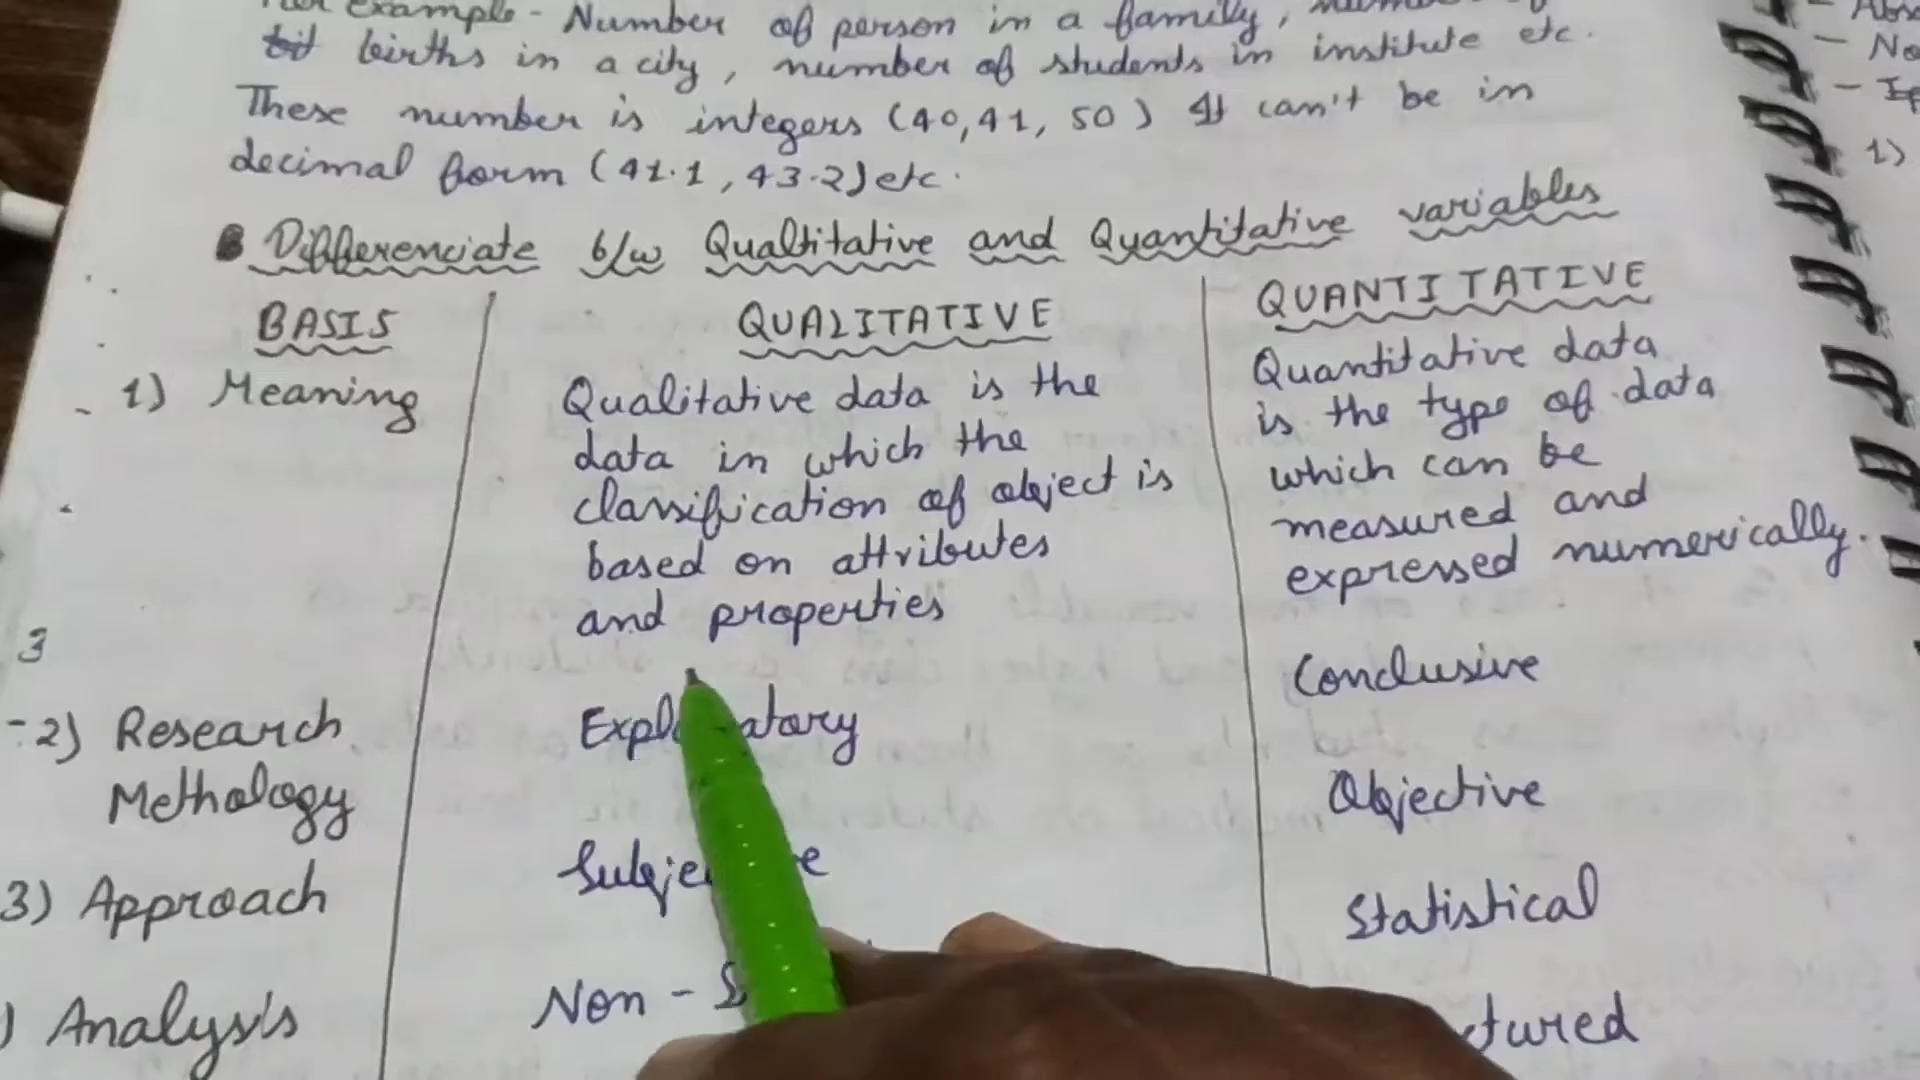 example - Number of person in a family,
births in a city, number of students in institute etc.
These number is integers (40,41, 50) It can't be in
decimal form (41.1, 43.2) etc.
Differenciate b/w Qualtitative and Quantitative variables
BASIS
QUALITATIVE
QUANTITATIVE
1) Meaning
Qualitative data is the
data in which the
classification of object is
based on attributes
and properties
Quantitative data
is the type of data
which can be
measured and
expressed numerically.
3
-2) Research
Methology
Conclusive
3) Approach
Objective
Analysis
Non -
Statistical
- No
1)